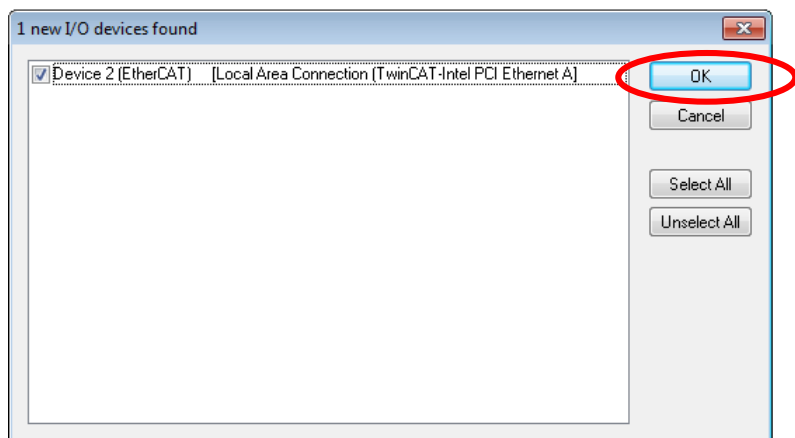 1 new I/O devices found
Device 2 (EtherCAT) [Local Area Connection (TwinCAT-Intel PCI Ethernet A]
OK
Cancel
Select All
Unselect All